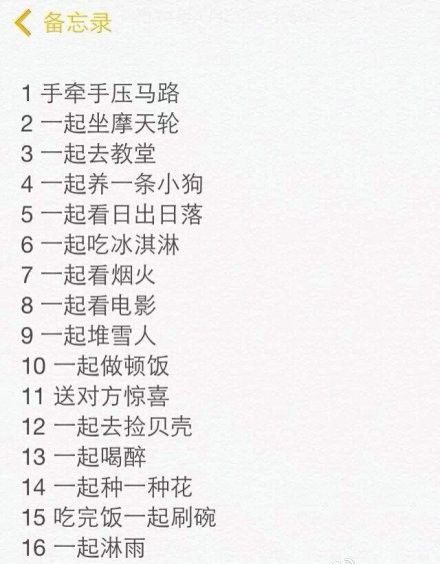 备忘录
1 手牵手压马路
2 一起坐摩天轮
3 一起去教堂
4 一起养一条小狗
5 一起看日出日落
6 一起吃冰淇淋
7 一起看烟火
8 一起看电影
9 一起堆雪人
10 一起做顿饭
11 送对方惊喜
12 一起去捡贝壳
13 一起喝醉
14 一起种一种花
15 吃完饭一起刷碗
16 一起淋雨